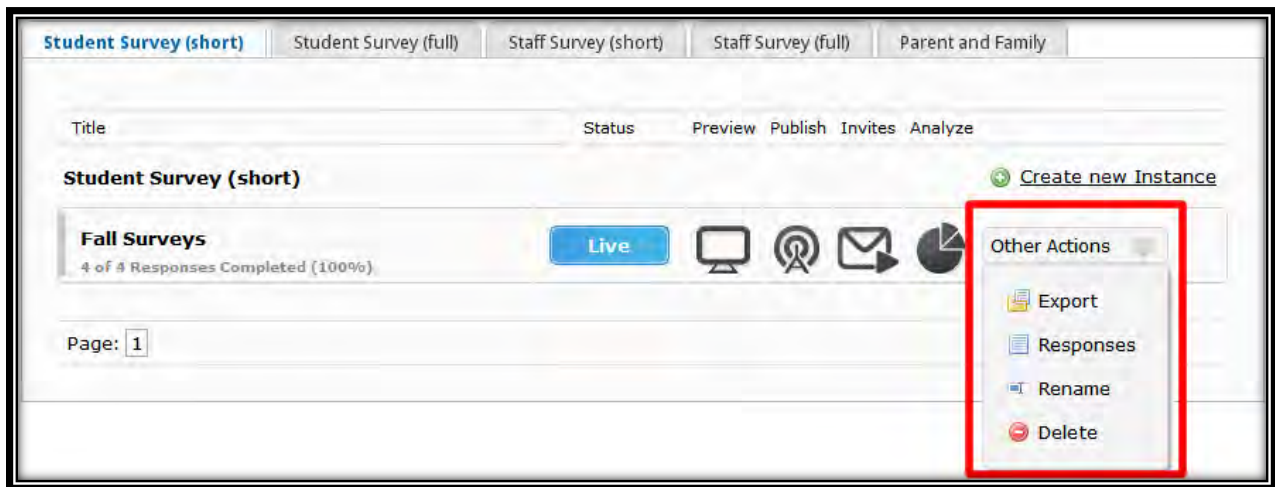 Student Survey (short) Student Survey (full) Staff Survey (short) Staff Survey (full) Parent and Family
Title Status Preview Publish Invites Analyze
Student Survey (short) Create new Instance
Fall Surveys Live Other Actions
4 of 4 Responses Completed (100%)
Export
Page: 1
Responses
Rename
Delete